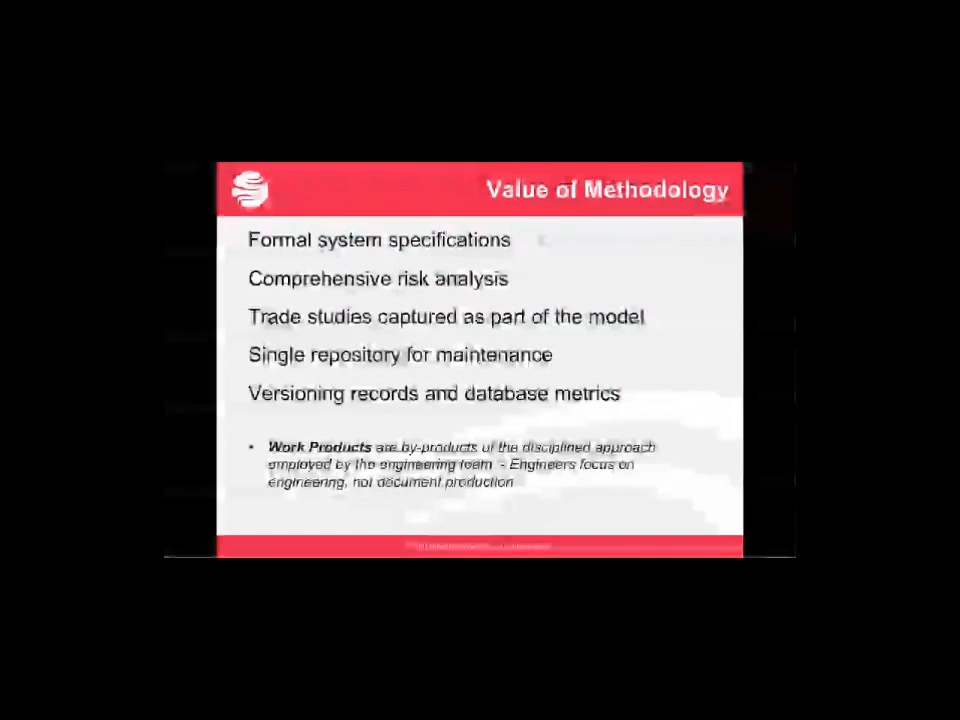 Value of Methodology
Formal system specifications
Comprehensive risk analysis
Trade studies captured as part of the model
Single repository for maintenance
Versioning records and database metrics
• Work Products are by-products of the disciplined approach
employed by the engineering team - Engineers focus on
engineering, not document production